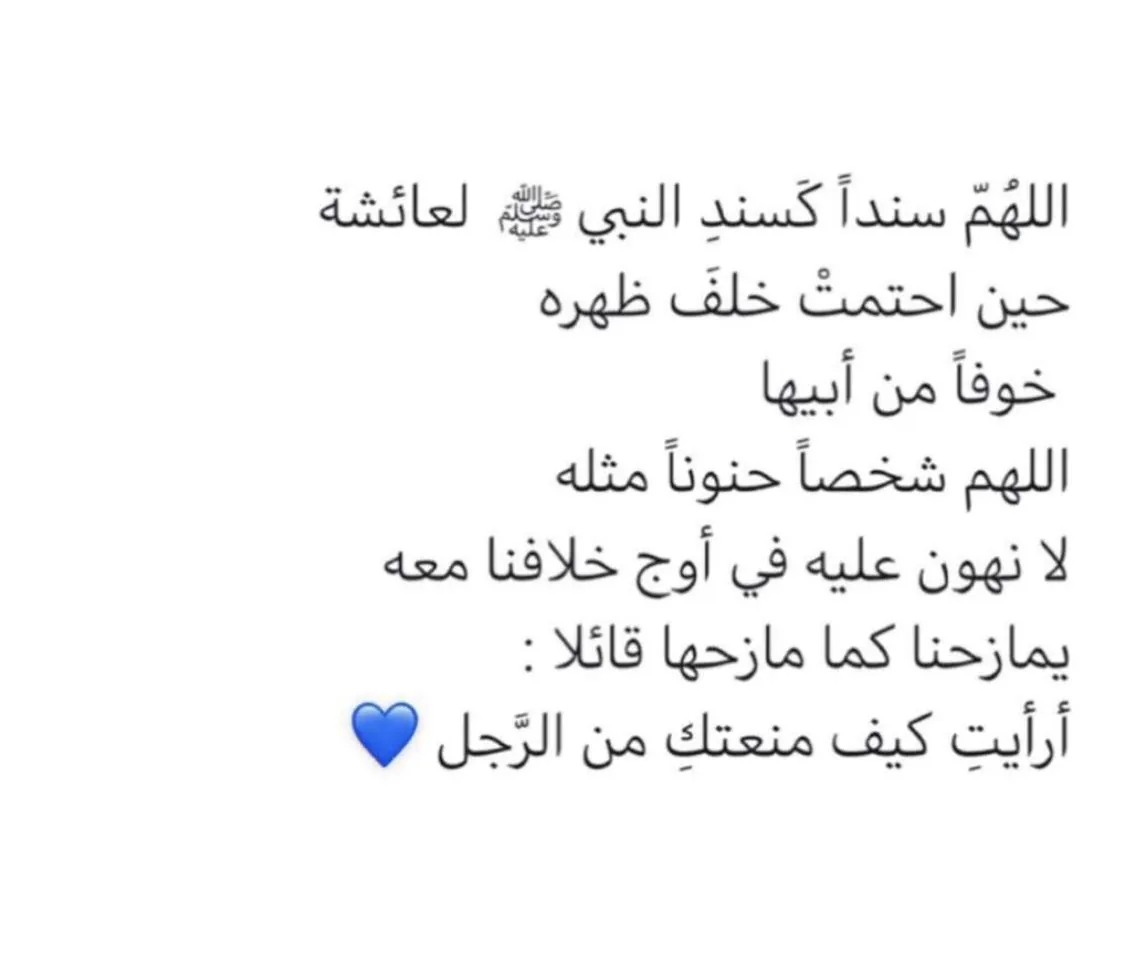 اللهُمّ سنداً كَسندِ النبي ﷺ لعائشة
حين احتمتْ خلفَ ظهره
خوفاً من أبيها
اللهم شخصاً حنوناً مثله
لا نهون عليه في أوج خلافنا معه
يمازحنا كما مازحها قائلا :
أرأيتِ كيف منعتكِ من الرَّجل 💙